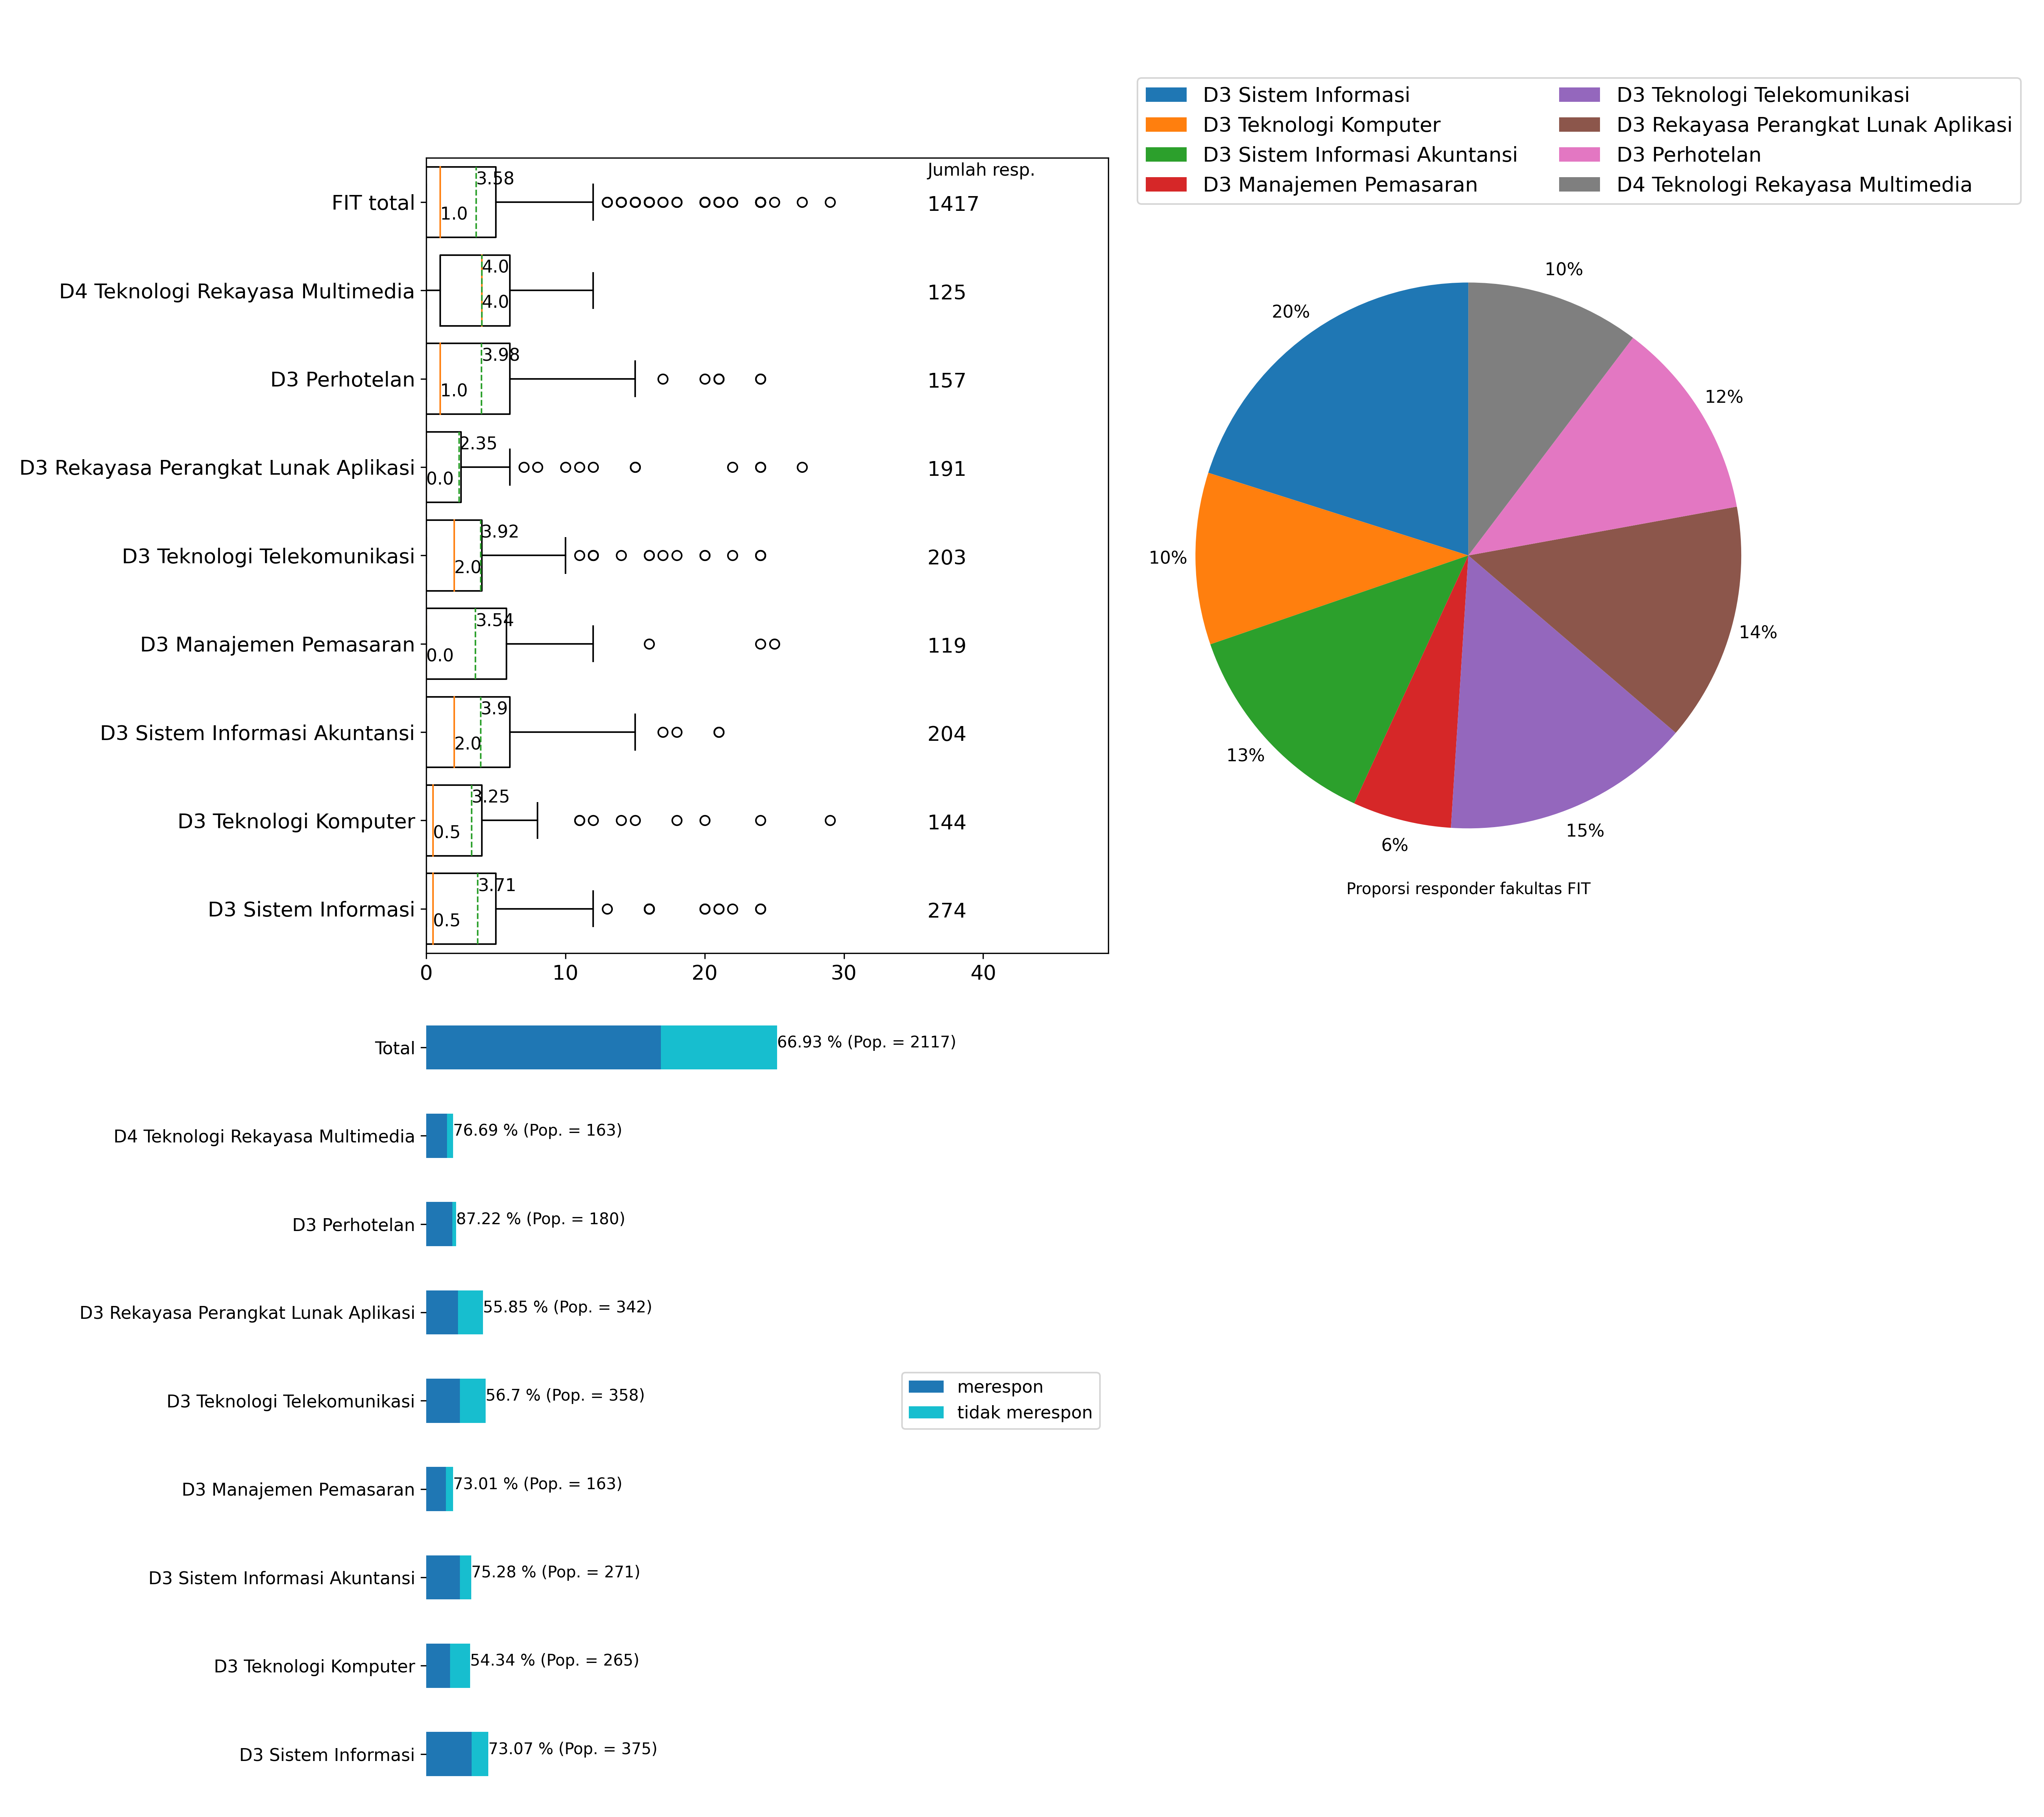 Jumlah resp.
FIT total
3.58
1.0
1417
D4 Teknologi Rekayasa Multimedia
4.0
4.0
125
D3 Perhotelan
3.98
1.0
157
D3 Rekayasa Perangkat Lunak Aplikasi
2.35
0.0
191
D3 Teknologi Telekomunikasi
3.92
2.0
203
D3 Manajemen Pemasaran
3.54
0.0
119
D3 Sistem Informasi Akuntansi
3.9
2.0
204
D3 Teknologi Komputer
3.25
0.5
144
D3 Sistem Informasi
3.71
0.5
274
0 10 20 30 40
D3 Sistem Informasi
D3 Teknologi Komputer
D3 Sistem Informasi Akuntansi
D3 Manajemen Pemasaran
D3 Teknologi Telekomunikasi
D3 Rekayasa Perangkat Lunak Aplikasi
D3 Perhotelan
D4 Teknologi Rekayasa Multimedia
20%
10%
13%
6%
15%
14%
12%
10%
Proporsi responder fakultas FIT
Total
66.93 % (Pop. = 2117)
D4 Teknologi Rekayasa Multimedia
76.69 % (Pop. = 163)
D3 Perhotelan
87.22 % (Pop. = 180)
D3 Rekayasa Perangkat Lunak Aplikasi
55.85 % (Pop. = 342)
D3 Teknologi Telekomunikasi
56.7 % (Pop. = 358)
D3 Manajemen Pemasaran
73.01 % (Pop. = 163)
D3 Sistem Informasi Akuntansi
75.28 % (Pop. = 271)
D3 Teknologi Komputer
54.34 % (Pop. = 265)
D3 Sistem Informasi
73.07 % (Pop. = 375)
merespon
tidak merespon